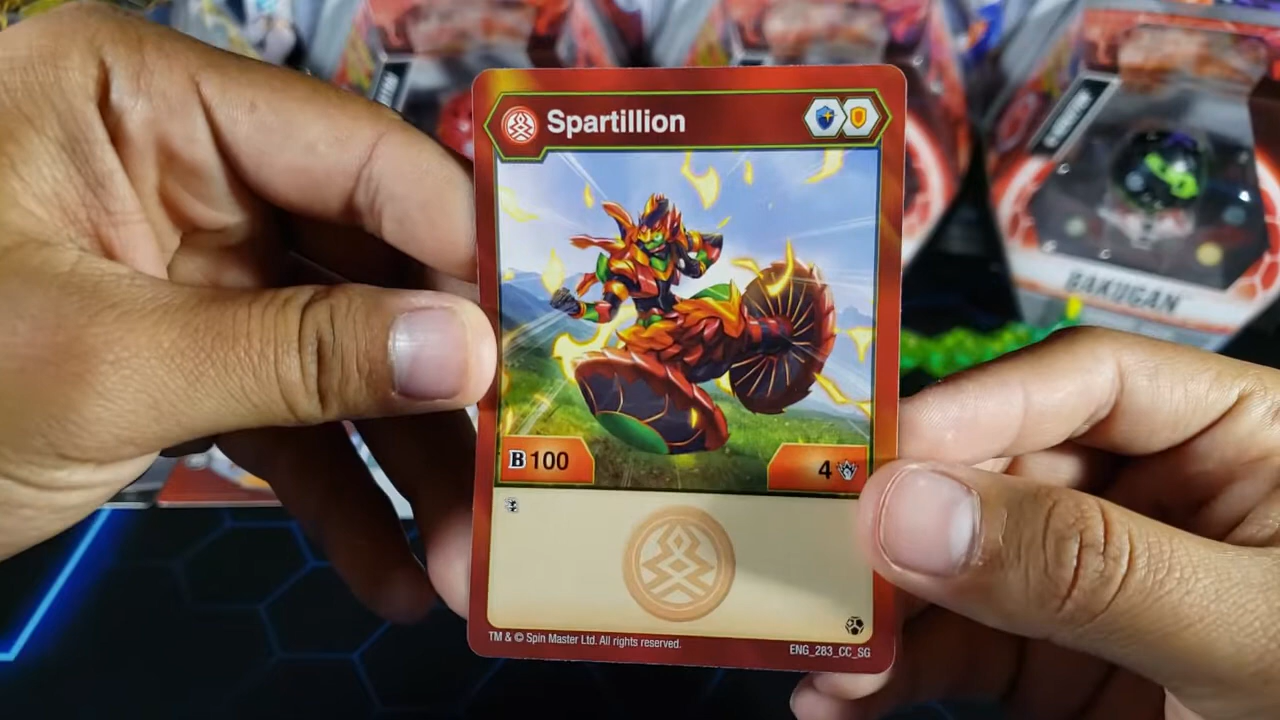 Spartillion
B 100
4
TM & © Spin Master Ltd. All rights reserved.
ENG_283_CC_SG
BAKUGAN